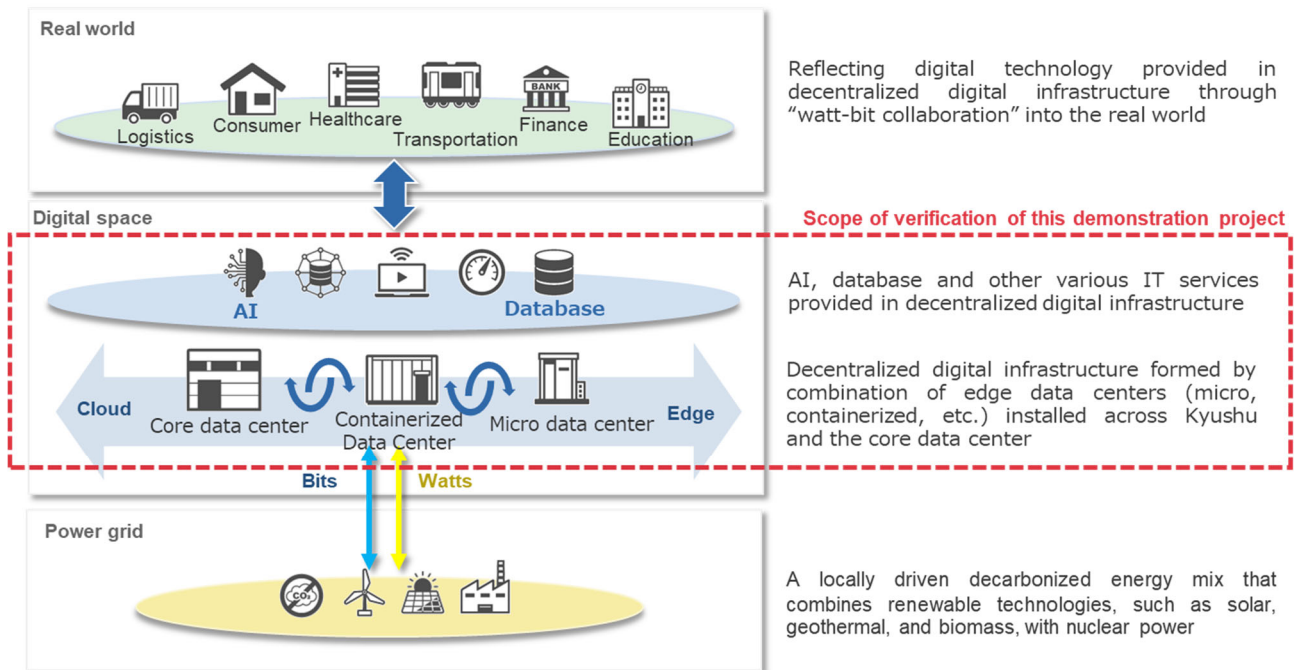 Real world
Logistics
Consumer
Healthcare
Transportation
BANK
Finance
Education
Reflecting digital technology provided in
decentralized digital infrastructure through
“watt-bit collaboration” into the real world
Digital space
Scope of verification of this demonstration project
AI
Database
AI, database and other various IT services
provided in decentralized digital infrastructure
Cloud
Core data center
Containerized
Data Center
Micro data center
Edge
Decentralized digital infrastructure formed by
combination of edge data centers (micro,
containerized, etc.) installed across Kyushu
and the core data center
Bits
Watts
Power grid
CO₂
A locally driven decarbonized energy mix that
combines renewable technologies, such as solar,
geothermal, and biomass, with nuclear power